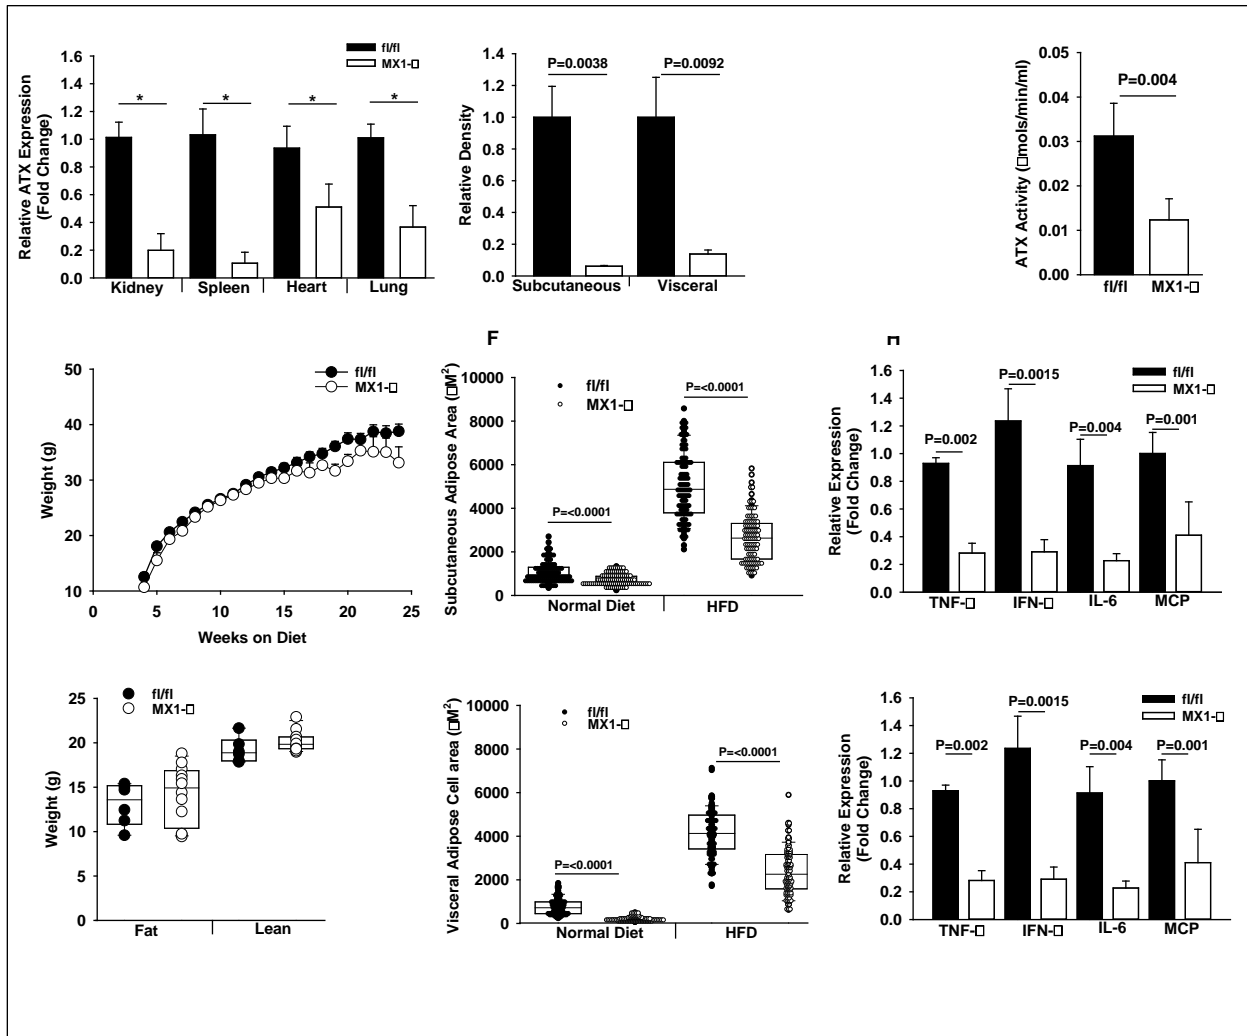 fl/fl
MX1-□
Relative ATX Expression
(Fold Change)
1.6
1.4
1.2
1.0
0.8
0.6
0.4
0.2
0.0
*
*
*
*
Kidney
Spleen
Heart
Lung
Relative Density
1.4
1.2
1.0
0.8
0.6
0.4
0.2
0.0
P=0.0038
P=0.0092
Subcutaneous
Visceral
ATX Activity (□mols/min/ml)
0.05
0.04
0.03
0.02
0.01
0.00
P=0.004
fl/fl
MX1-□
Weight (g)
50
40
30
20
10
fl/fl
MX1-□
0
5
10
15
20
25
Weeks on Diet
F
Subcutaneous Adipose Area (□M²)
10000
8000
6000
4000
2000
0
fl/fl
MX1-□
P=<0.0001
P=<0.0001
Normal Diet
HFD
Relative Expression
(Fold Change)
1.6
1.4
1.2
1.0
0.8
0.6
0.4
0.2
0.0
fl/fl
MX1-□
P=0.002
P=0.0015
P=0.004
P=0.001
TNF-□
IFN-□
IL-6
MCP
Weight (g)
25
20
15
10
5
0
fl/fl
MX1-□
Fat
Lean
Visceral Adipose Cell area (□M²)
10000
8000
6000
4000
2000
0
fl/fl
MX1-□
P=<0.0001
P=<0.0001
Normal Diet
HFD
Relative Expression
(Fold Change)
1.6
1.4
1.2
1.0
0.8
0.6
0.4
0.2
0.0
fl/fl
MX1-□
P=0.002
P=0.0015
P=0.004
P=0.001
TNF-□
IFN-□
IL-6
MCP